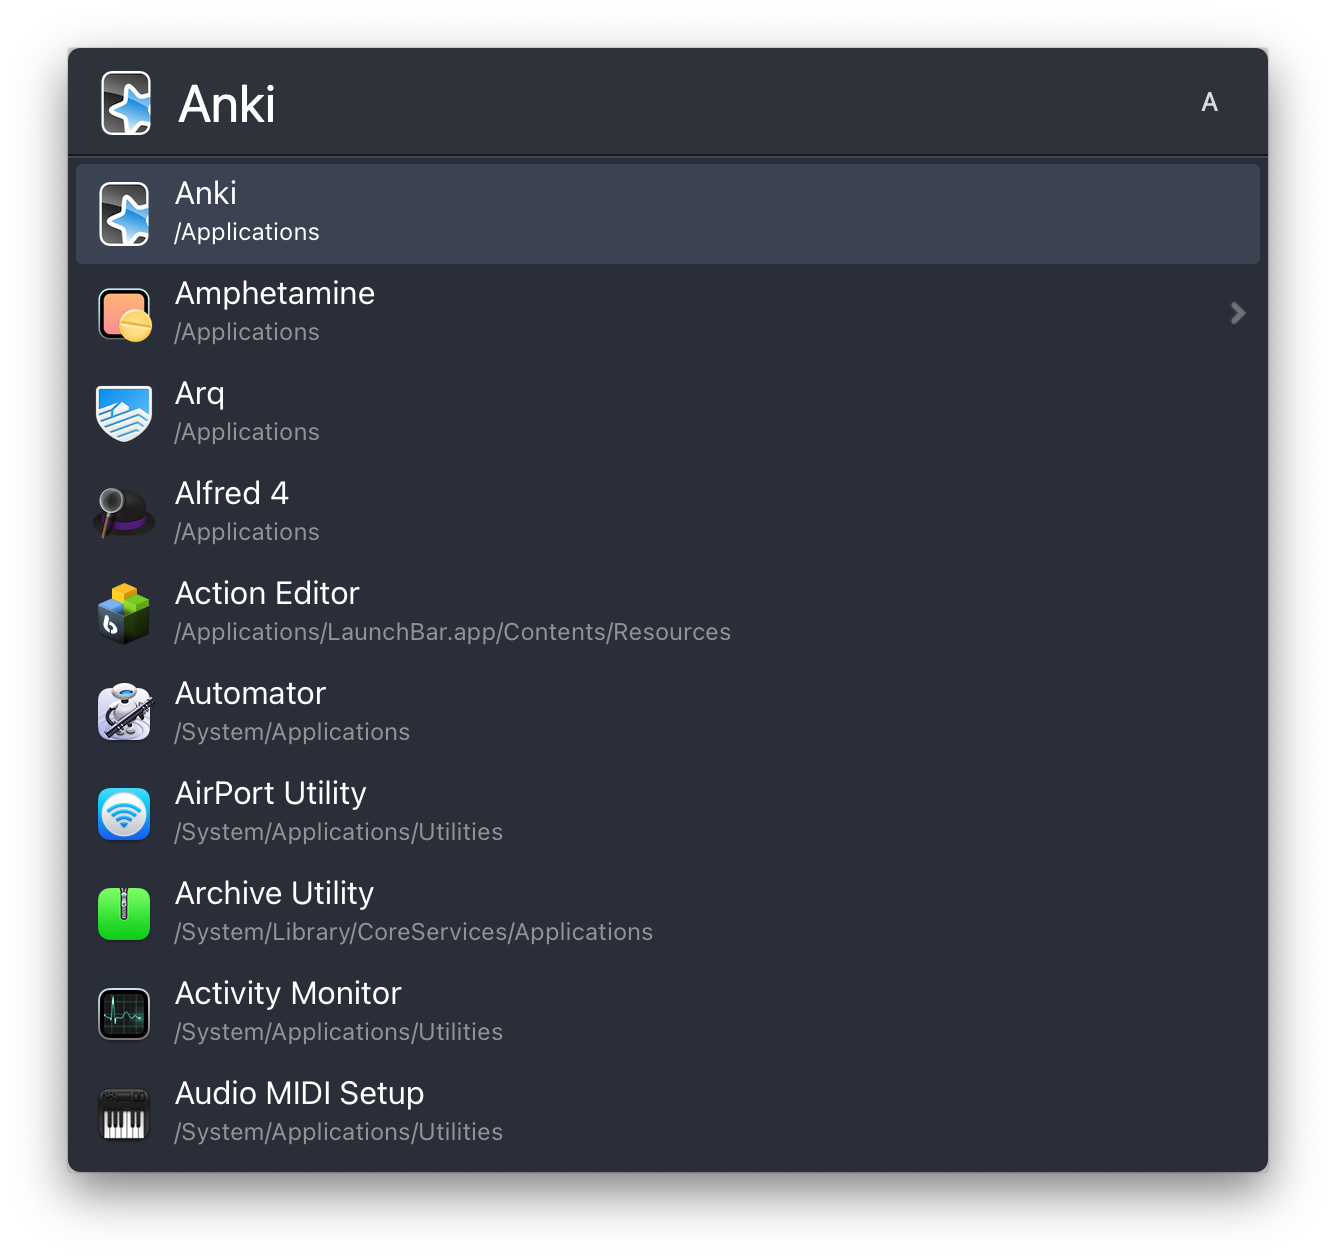 Anki
A
Anki
/Applications
Amphetamine
/Applications
Arq
/Applications
Alfred 4
/Applications
Action Editor
/Applications/LaunchBar.app/Contents/Resources
Automator
/System/Applications
AirPort Utility
/System/Applications/Utilities
Archive Utility
/System/Library/CoreServices/Applications
Activity Monitor
/System/Applications/Utilities
Audio MIDI Setup
/System/Applications/Utilities